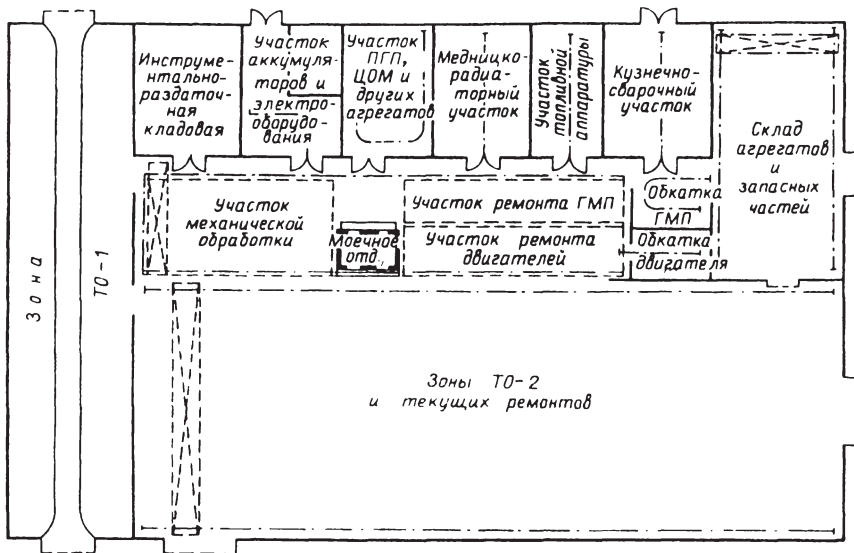 Инструме-
нтально-
раздаточ-
ная
кладовая
Участок
аккумуля-
торов и
электро-
оборудо-
вания
Участок
ПГП,
ЦОМ и
других
агрегатов
Медницко-
радиа-
торный
участок
Участок
топливной
аппаратуры
Кузнечно-
сварочный
участок
Склад
агрегатов
и
запасных
частей
Участок
механической
обработки
Моечное
отд.
Участок ремонта ГМП
Участок ремонта
двигателей
Обкатка
ГМП
Обкатка
двигателя
Зона ТО-1
Зоны ТО-2
и текущих ремонтов